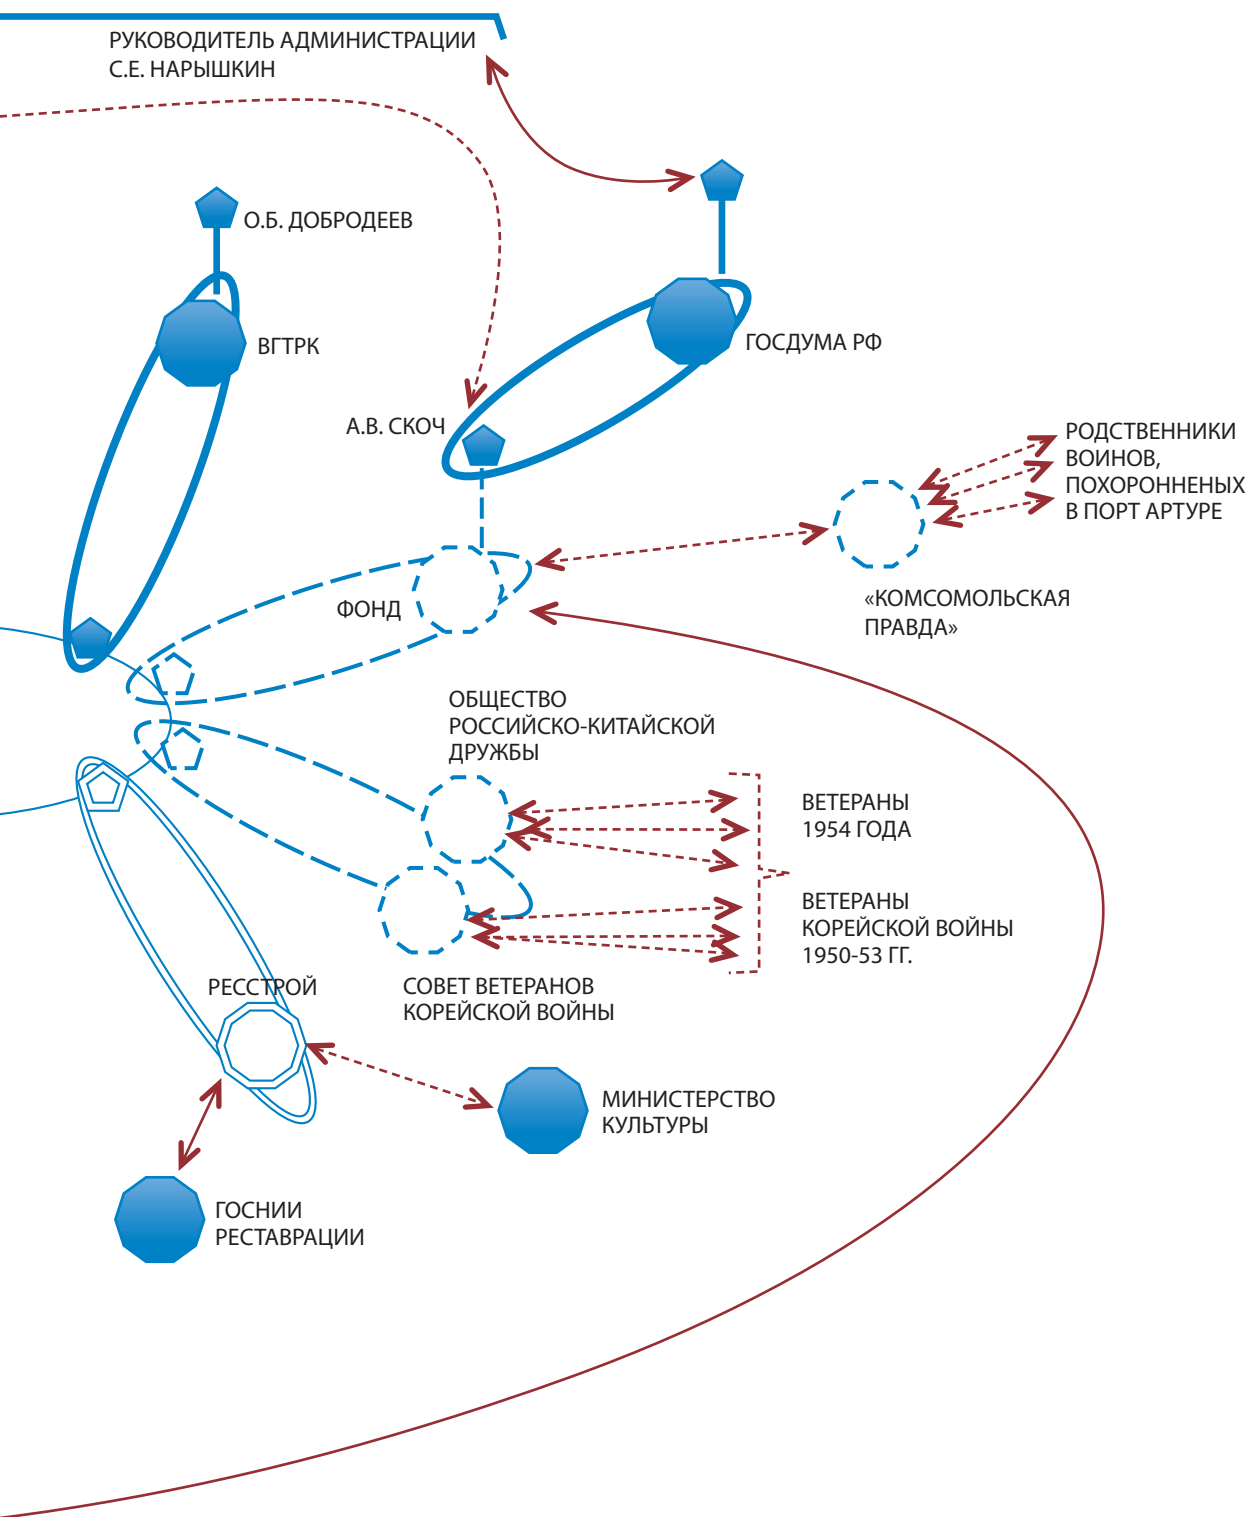 РУКОВОДИТЕЛЬ АДМИНИСТРАЦИИ
С.Е. НАРЫШКИН
О.Б. ДОБРОДЕЕВ
ВГТРК
ГОСДУМА РФ
А.В. СКОЧ
РОДСТВЕННИКИ
ВОИНОВ,
ПОХОРОННЕНЫХ
В ПОРТ АРТУРЕ
ФОНД
«КОМСОМОЛЬСКАЯ
ПРАВДА»
ОБЩЕСТВО
РОССИЙСКО-КИТАЙСКОЙ
ДРУЖБЫ
ВЕТЕРАНЫ
1954 ГОДА
ВЕТЕРАНЫ
КОРЕЙСКОЙ ВОЙНЫ
1950-53 ГГ.
РЕССТРОЙ
СОВЕТ ВЕТЕРАНОВ
КОРЕЙСКОЙ ВОЙНЫ
МИНИСТЕРСТВО
КУЛЬТУРЫ
ГОСНИИ
РЕСТАВРАЦИИ